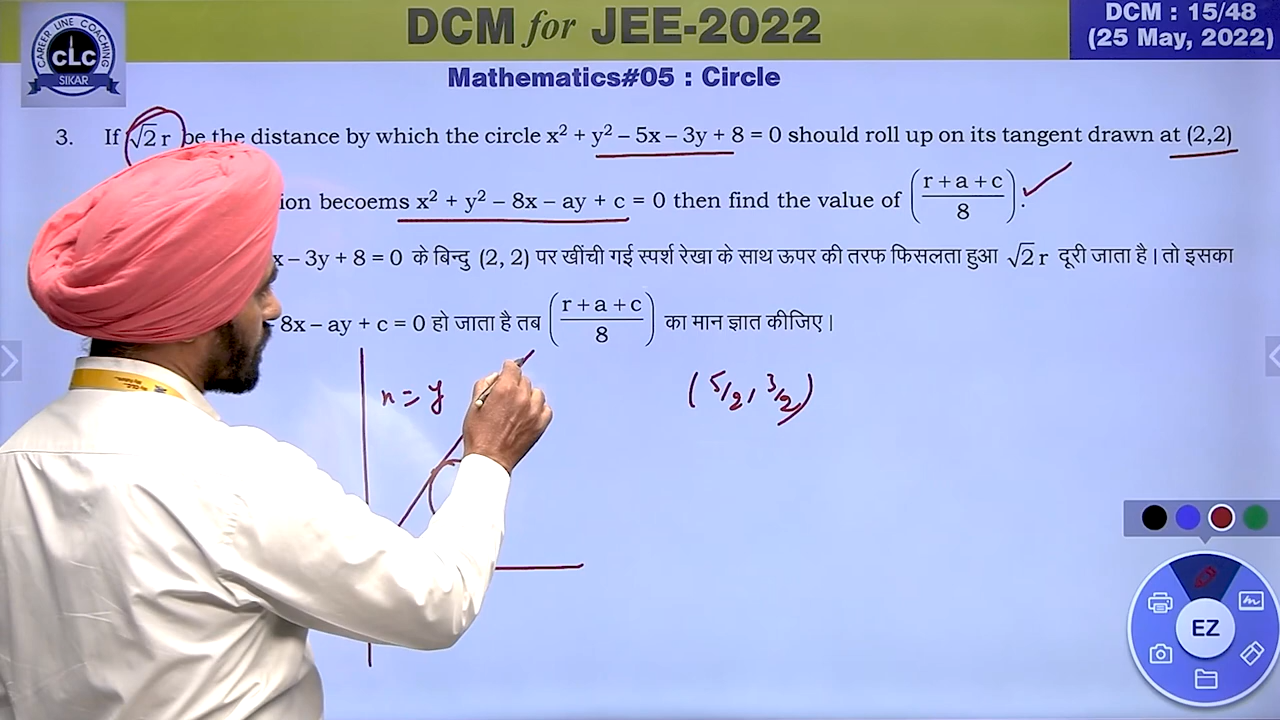 DCM for JEE-2022
DCM : 15/48
(25 May, 2022)
CAREER LINE COACHING
CLC
SIKAR
Mathematics#05 : Circle
3. If √2 r be the distance by which the circle x² + y² – 5x – 3y + 8 = 0 should roll up on its tangent drawn at (2,2)
ion becoems x² + y² – 8x – ay + c = 0 then find the value of ((r + a + c)/8).
x – 3y + 8 = 0 के बिन्दु (2, 2) पर खींची गई स्पर्श रेखा के साथ ऊपर की तरफ फिसलता हुआ √2 r दूरी जाता है। तो इसका
8x – ay + c = 0 हो जाता है तब ((r + a + c)/8) का मान ज्ञात कीजिए।
x = y
(5/2, 3/2)
EZ